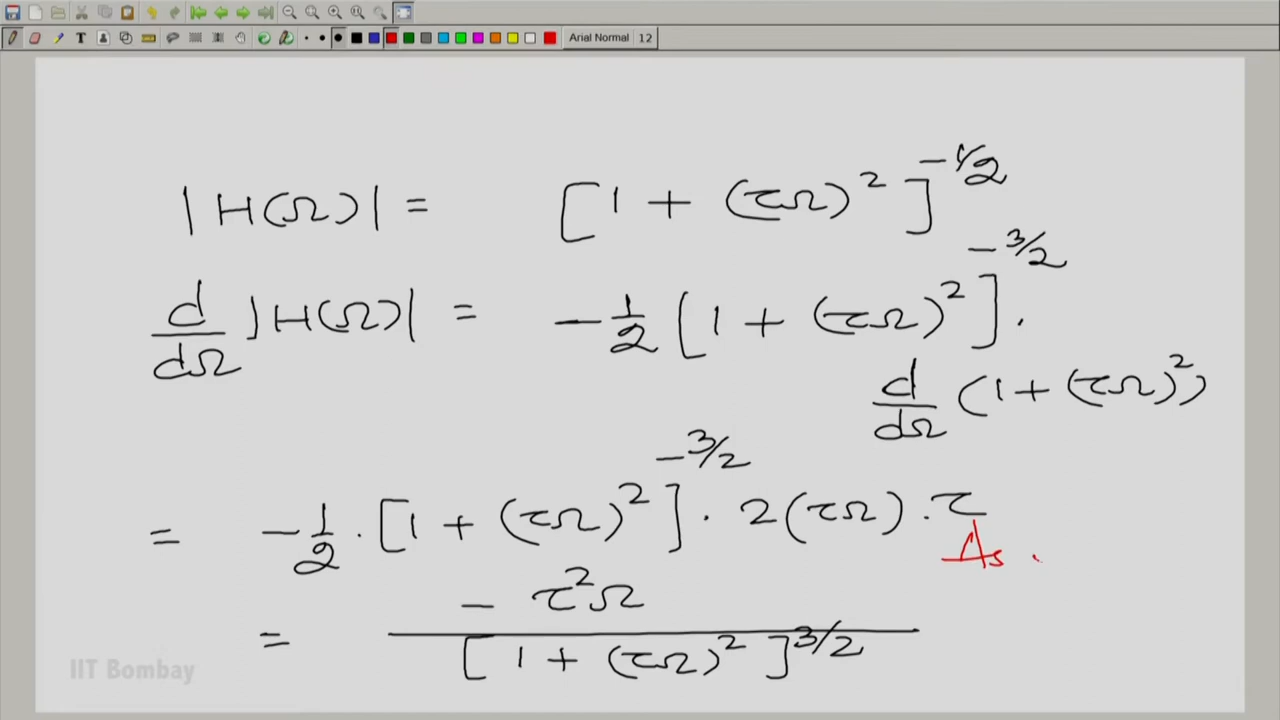 Arial Normal 12
|H(Ω)| = [1 + (τΩ)²]^{-1/2}
d/dΩ |H(Ω)| = -1/2 [1 + (τΩ)²]^{-3/2} ·
d/dΩ (1 + (τΩ)²)
= -1/2 · [1 + (τΩ)²]^{-3/2} · 2(τΩ) · τ
As
= - τ²Ω / [1 + (τΩ)²]^{3/2}
IIT Bombay